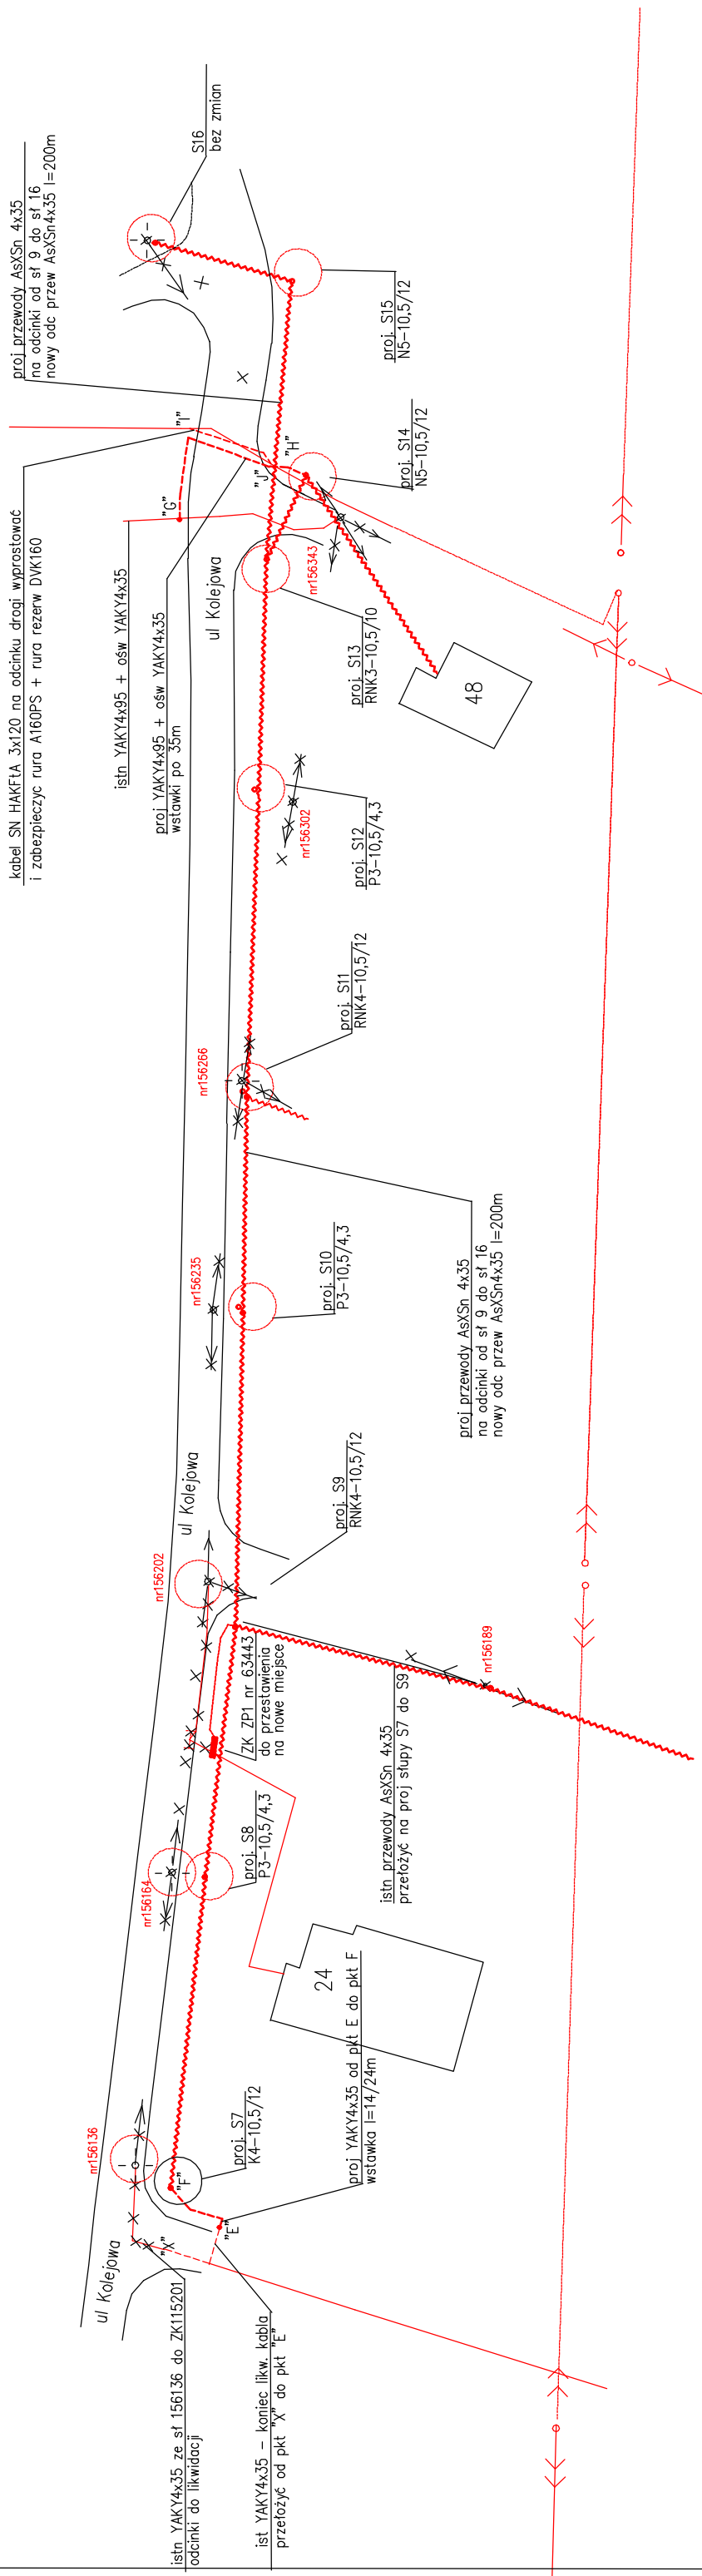 proj przewody AsXSn 4x35
na odcinki od sł 9 do sł 16
nowy odc przew AsXSn4x35 l=200m
S16
bez zmian
kabel SN HAKFtA 3x120 na odcinku drogi wyprostować
i zabezpieczyc rura A160PS + rura rezerw DVK160
"I"
"G"
"J"
"H"
proj. S15
N5-10,5/12
proj. S14
N5-10,5/12
istn YAKY4x95 + ośw YAKY4x35
proj YAKY4x95 + ośw YAKY4x35
wstawki po 35m
ul Kolejowa
nr156343
proj. S13
RNK3-10,5/10
48
nr156302
proj. S12
P3-10,5/4,3
nr156266
proj. S11
RNK4-10,5/12
nr156235
proj. S10
P3-10,5/4,3
proj przewody AsXSn 4x35
na odcinki od sł 9 do sł 16
nowy odc przew AsXSn4x35 l=200m
ul Kolejowa
nr156202
proj. S9
RNK4-10,5/12
ZK ZP1 nr 63443
do przestawienia
na nowe miejsce
nr156189
istn przewody AsXSn 4x35
przełożyć na proj słupy S7 do S9
nr156164
proj. S8
P3-10,5/4,3
24
nr156136
proj. S7
K4-10,5/12
proj YAKY4x35 od pkt E do pkt F
wstawka l=14/24m
"F"
"E"
"X"
ul Kolejowa
istn YAKY4x35 ze sł 156136 do ZK115201
odcinki do likwidacji
ist YAKY4x35 - koniec likw. kabla
przełożyć od pkt "X" do pkt "E"